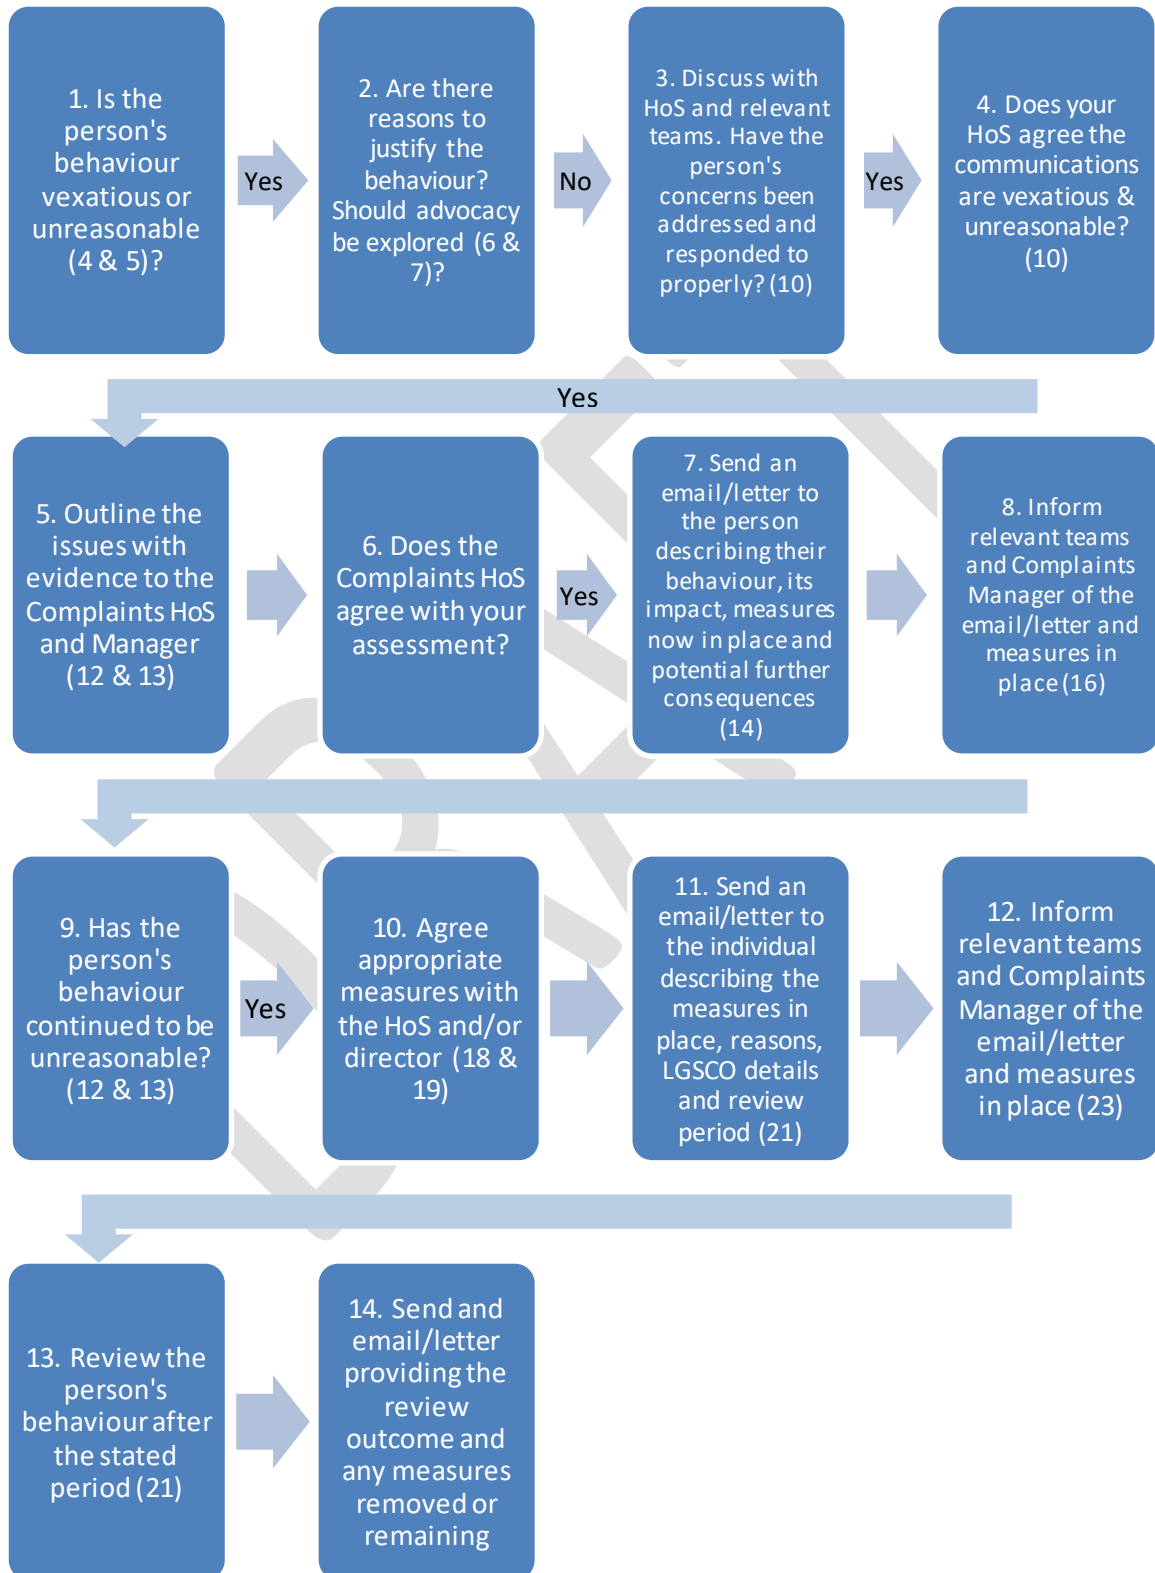 1. Is the
person's
behaviour
vexatious or
unreasonable
(4 & 5)?
Yes
2. Are there
reasons to
justify the
behaviour?
Should advocacy
be explored (6 &
7)?
No
3. Discuss with
HoS and relevant
teams. Have the
person's
concerns been
addressed and
responded to
properly? (10)
Yes
4. Does your
HoS agree the
communications
are vexatious &
unreasonable?
(10)
Yes
5. Outline the
issues with
evidence to the
Complaints HoS
and Manager
(12 & 13)
6. Does the
Complaints HoS
agree with your
assessment?
Yes
7. Send an
email/letter to
the person
describing their
behaviour, its
impact, measures
now in place and
potential further
consequences
(14)
8. Inform
relevant teams
and Complaints
Manager of the
email/letter and
measures in
place (16)
9. Has the
person's
behaviour
continued to be
unreasonable?
(12 & 13)
Yes
10. Agree
appropriate
measures with
the HoS and/or
director (18 &
19)
11. Send an
email/letter to
the individual
describing the
measures in
place, reasons,
LGSCO details
and review
period (21)
12. Inform
relevant teams
and Complaints
Manager of the
email/letter
and measures
in place (23)
13. Review the
person's
behaviour after
the stated
period (21)
14. Send and
email/letter
providing the
review
outcome and
any measures
removed or
remaining